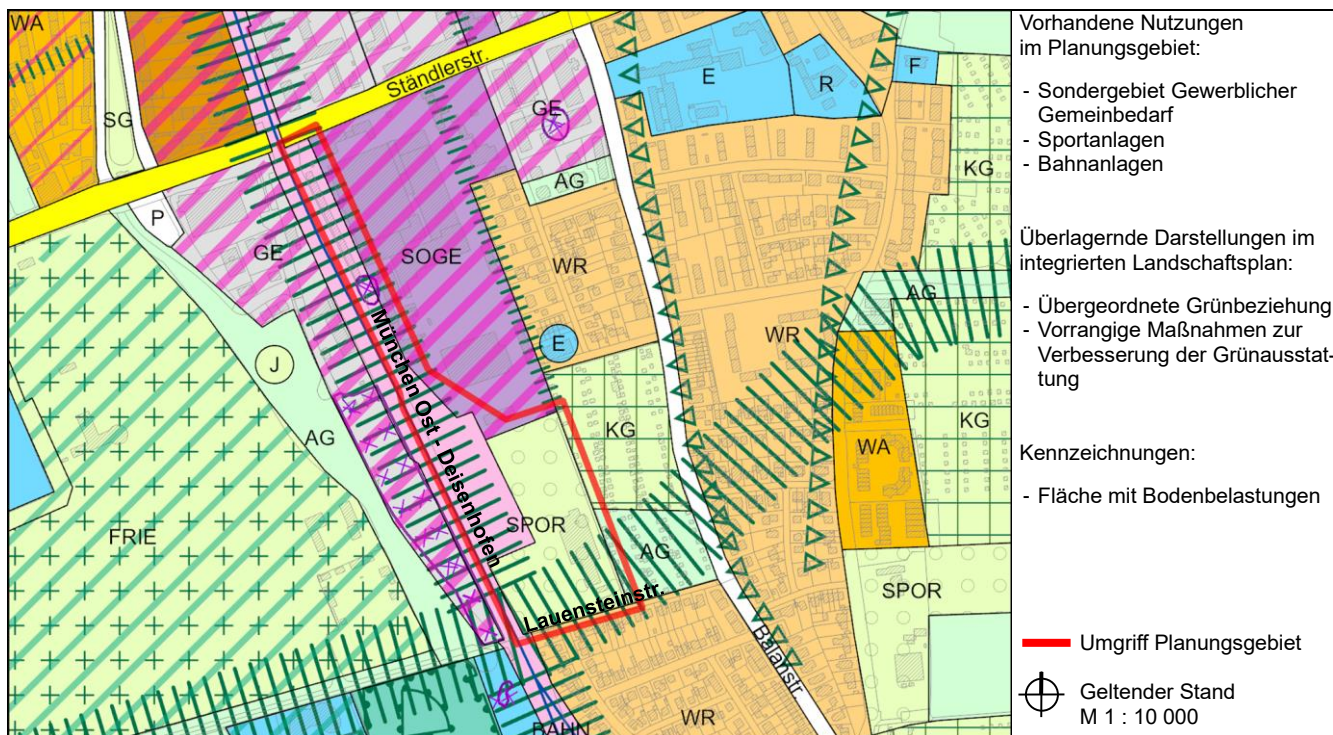 WA
SG
Ständlerstr.
GE
E
R
F
KG
AG
P
GE
SOGE
WR
AG
WR
J
E
München Ost - Deisenhofen
AG
KG
WA
KG
FRIE
SPOR
AG
SPOR
Lauensteinstr.
Balanstr.
WR
BAHN
Vorhandene Nutzungen
im Planungsgebiet:
- Sondergebiet Gewerblicher
Gemeinbedarf
- Sportanlagen
- Bahnanlagen
Überlagernde Darstellungen im
integrierten Landschaftsplan:
- Übergeordnete Grünbeziehung
- Vorrangige Maßnahmen zur
Verbesserung der Grünausstat-
tung
Kennzeichnungen:
- Fläche mit Bodenbelastungen
Umgriff Planungsgebiet
Geltender Stand
M 1 : 10 000